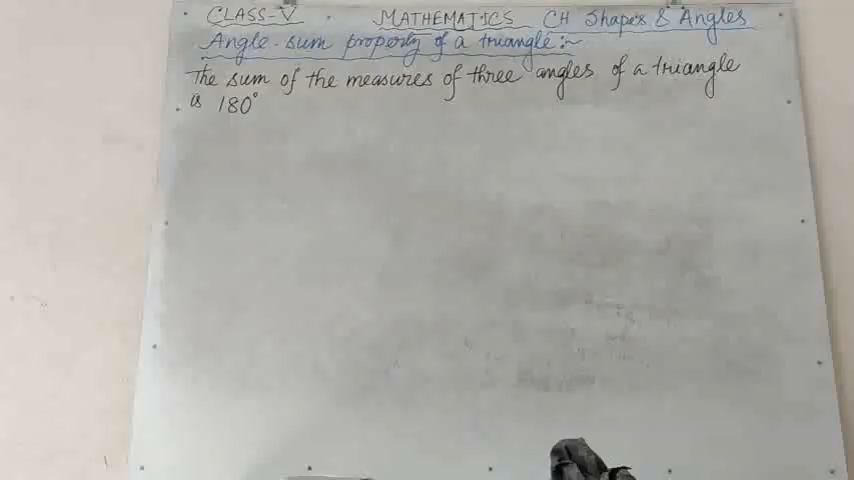 CLASS-V MATHEMATICS CH Shapes & Angles
Angle-sum property of a triangle:~
The sum of the measures of three angles of a triangle
is 180°